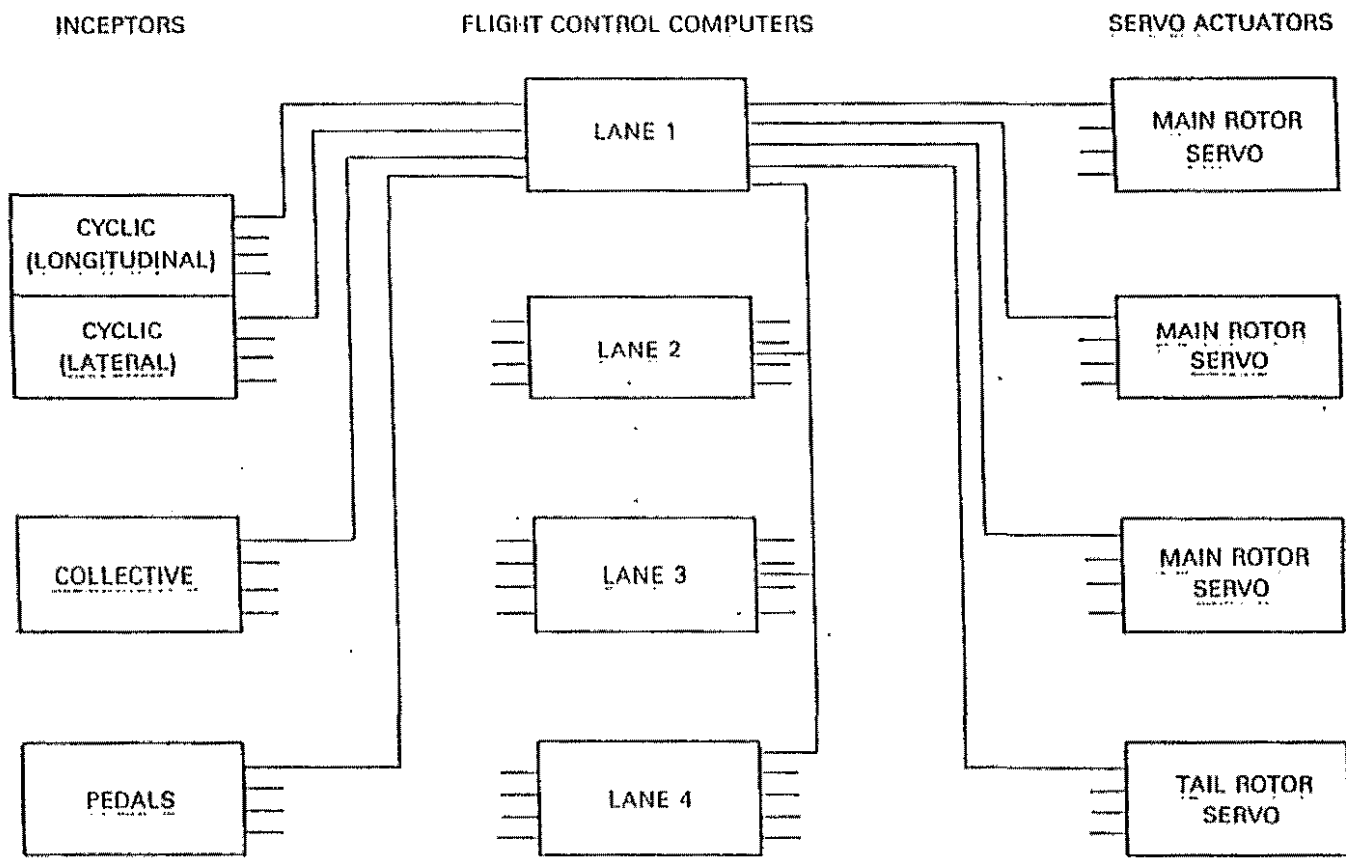 INCEPTORS
FLIGHT CONTROL COMPUTERS
SERVO ACTUATORS
LANE 1
MAIN ROTOR
SERVO
CYCLIC
(LONGITUDINAL)
CYCLIC
(LATERAL)
LANE 2
MAIN ROTOR
SERVO
COLLECTIVE
LANE 3
MAIN ROTOR
SERVO
PEDALS
LANE 4
TAIL ROTOR
SERVO